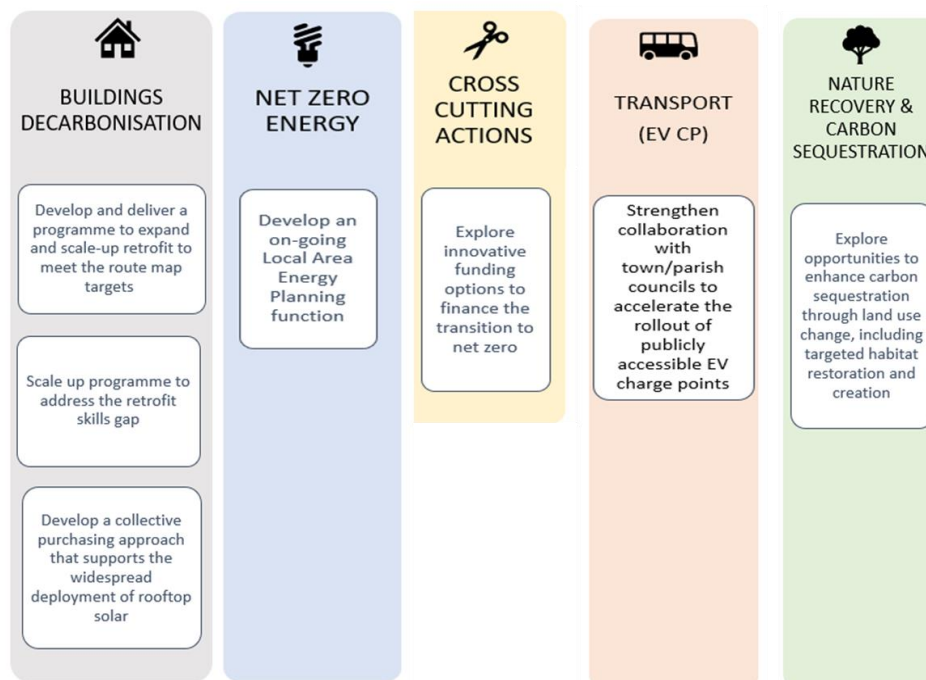 BUILDINGS
DECARBONISATION
Develop and deliver a
programme to expand
and scale-up retrofit to
meet the route map
targets
Scale up programme to
address the retrofit
skills gap
Develop a collective
purchasing approach
that supports the
widespread
deployment of rooftop
solar
NET ZERO
ENERGY
Develop an
on-going
Local Area
Energy
Planning
function
CROSS
CUTTING
ACTIONS
Explore
innovative
funding
options to
finance the
transition to
net zero
TRANSPORT
(EV CP)
Strengthen
collaboration
with
town/parish
councils to
accelerate the
rollout of
publicly
accessible EV
charge points
NATURE
RECOVERY &
CARBON
SEQUESTRATION
Explore
opportunities to
enhance carbon
sequestration
through land use
change, including
targeted habitat
restoration and
creation